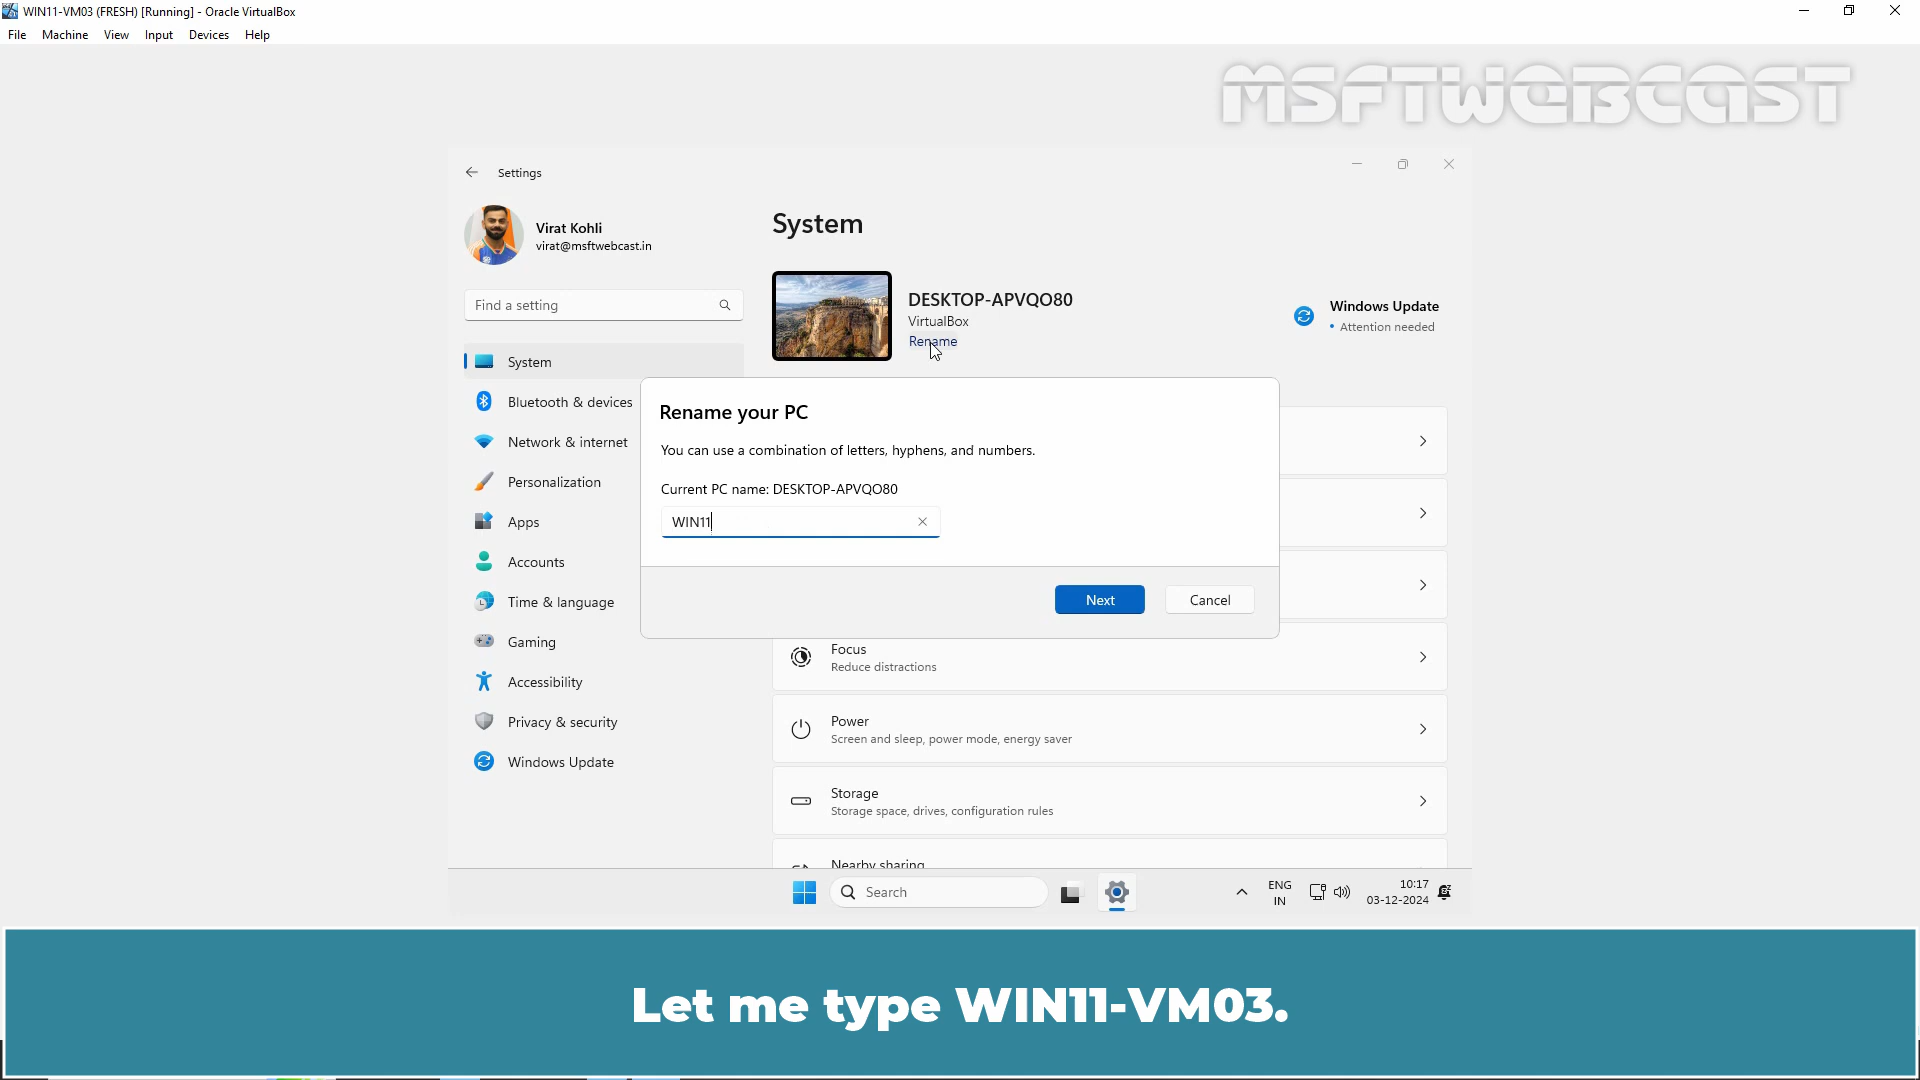 WIN11-VM03 (FRESH) [Running] - Oracle VirtualBox
File Machine View Input Devices Help
MSFTWEBCAST
Settings
Virat Kohli
virat@msftwebcast.in
Find a setting
System
Bluetooth & devices
Network & internet
Personalization
Apps
Accounts
Time & language
Gaming
Accessibility
Privacy & security
Windows Update
System
DESKTOP-APVQO80
VirtualBox
Rename
Windows Update
• Attention needed
Rename your PC
You can use a combination of letters, hyphens, and numbers.
Current PC name: DESKTOP-APVQO80
WIN11
Next Cancel
Focus
Reduce distractions
Power
Screen and sleep, power mode, energy saver
Storage
Storage space, drives, configuration rules
Nearby sharing
Search
ENG
IN
10:17
03-12-2024
Let me type WIN11-VM03.